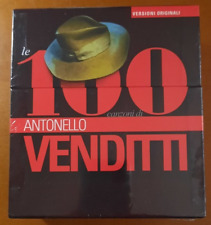 VERSIONI ORIGINALI
le
100
canzoni di
ANTONELLO
VENDITTI